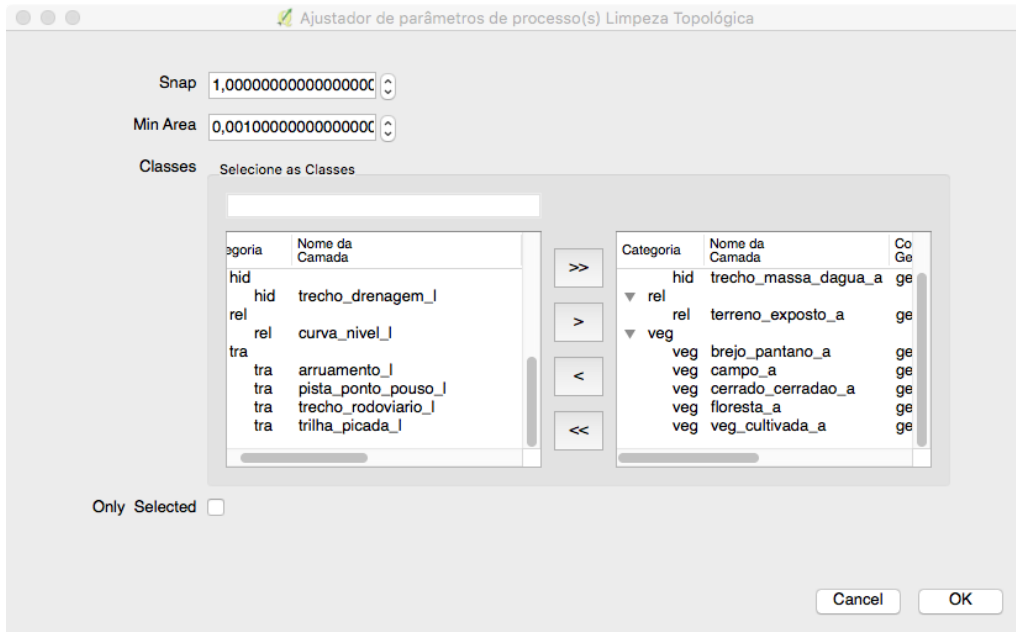 Ajustador de parâmetros de processo(s) Limpeza Topológica
Snap 1,0000000000000000
Min Area 0,0010000000000000
Classes Selecione as Classes
egoria Nome da Camada
hid
hid trecho_drenagem_l
rel
rel curva_nivel_l
tra
tra arruamento_l
tra pista_ponto_pouso_l
tra trecho_rodoviario_l
tra trilha_picada_l
>>
>
<
<<
Categoria Nome da Camada Co Ge
hid trecho_massa_dagua_a ge
rel
rel terreno_exposto_a ge
veg
veg brejo_pantano_a ge
veg campo_a ge
veg cerrado_cerradao_a ge
veg floresta_a ge
veg veg_cultivada_a ge
Only Selected
Cancel OK